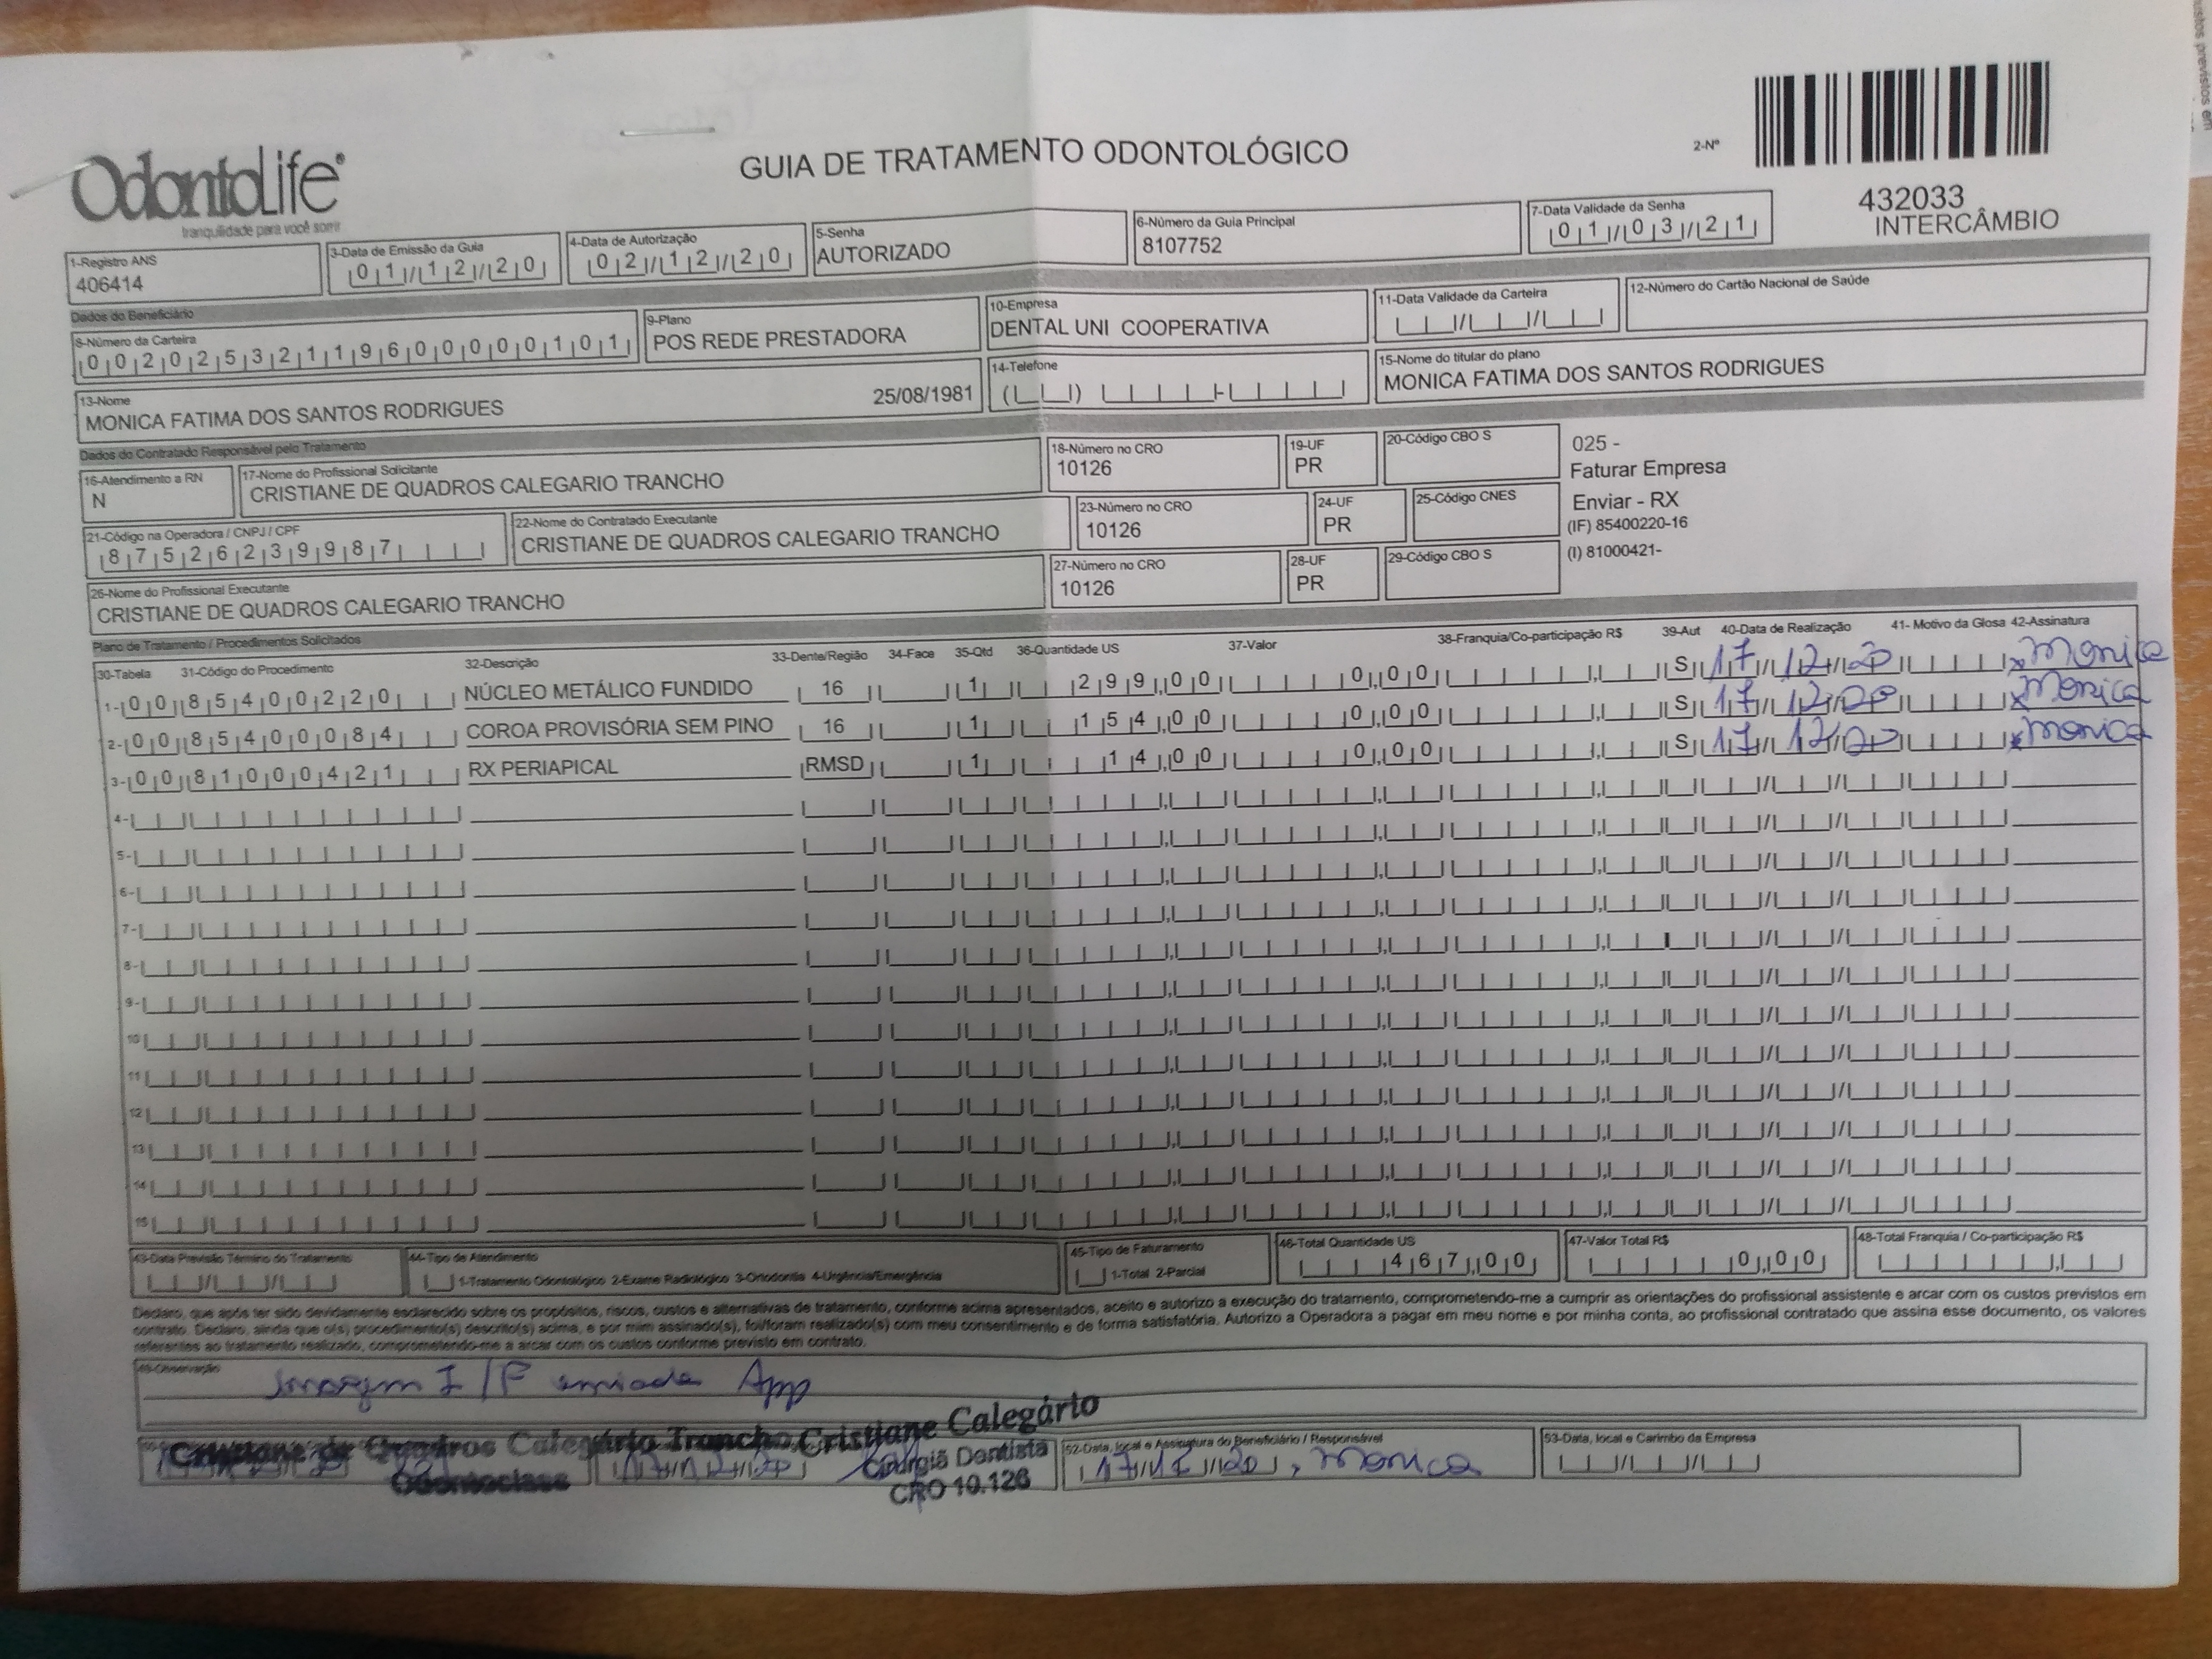 ustos previstos em
OdontoLife®
tranquilidade para você sorrir
GUIA DE TRATAMENTO ODONTOLÓGICO
2-Nº
432033
INTERCÂMBIO
1-Registro ANS
406414
3-Data de Emissão da Guia
01/12/20
4-Data de Autorização
02/12/20
5-Senha
AUTORIZADO
6-Número da Guia Principal
8107752
7-Data Validade da Senha
01/03/21
Dados do Beneficiário
8-Número da Carteira
00202532119600000101
9-Plano
POS REDE PRESTADORA
10-Empresa
DENTAL UNI COOPERATIVA
11-Data Validade da Carteira
12-Número do Cartão Nacional de Saúde
13-Nome
MONICA FATIMA DOS SANTOS RODRIGUES 25/08/1981
14-Telefone
15-Nome do titular do plano
MONICA FATIMA DOS SANTOS RODRIGUES
Dados do Contratado Responsável pelo Tratamento
16-Atendimento a RN
N
17-Nome do Profissional Solicitante
CRISTIANE DE QUADROS CALEGARIO TRANCHO
18-Número no CRO
10126
19-UF
PR
20-Código CBO S
025 -
Faturar Empresa
Enviar - RX
(IF) 85400220-16
(I) 81000421-
21-Código na Operadora / CNPJ / CPF
87526239987
22-Nome do Contratado Executante
CRISTIANE DE QUADROS CALEGARIO TRANCHO
23-Número no CRO
10126
24-UF
PR
25-Código CNES
26-Nome do Profissional Executante
CRISTIANE DE QUADROS CALEGARIO TRANCHO
27-Número no CRO
10126
28-UF
PR
29-Código CBO S
Plano de Tratamento / Procedimentos Solicitados
30-Tabela 31-Código do Procedimento 32-Descrição 33-Dente/Região 34-Face 35-Qtd 36-Quantidade US 37-Valor 38-Franquia/Co-participação R$ 39-Aut 40-Data de Realização 41- Motivo da Glosa 42-Assinatura
1- 00 85400220 NÚCLEO METÁLICO FUNDIDO 16 1 299,00 0,00 S 17/12/20 x Monica
2- 00 85400084 COROA PROVISÓRIA SEM PINO 16 1 154,00 0,00 S 17/12/20 x Monica
3- 00 81000421 RX PERIAPICAL RMSD 1 14,00 0,00 S 17/12/20 x Monica
4-
5-
6-
7-
8-
9-
10
11
12
13
14
15
43-Data Previsão Término do Tratamento
44-Tipo de Atendimento
1-Tratamento Odontológico 2-Exame Radiológico 3-Ortodontia 4-Urgência/Emergência
45-Tipo de Faturamento
1-Total 2-Parcial
46-Total Quantidade US
467,00
47-Valor Total R$
0,00
48-Total Franquia / Co-participação R$
Declaro, que após ter sido devidamente esclarecido sobre os propósitos, riscos, custos e alternativas de tratamento, conforme acima apresentados, aceito e autorizo a execução do tratamento, comprometendo-me a cumprir as orientações do profissional assistente e arcar com os custos previstos em
contrato. Declaro, ainda que o(s) procedimento(s) descrito(s) acima, e por mim assinado(s), foi/foram realizado(s) com meu consentimento e de forma satisfatória. Autorizo a Operadora a pagar em meu nome e por minha conta, ao profissional contratado que assina esse documento, os valores
referentes ao tratamento realizado, comprometendo-me a arcar com os custos conforme previsto em contrato.
49-Observação
Imagem I/F enviada App
Cristiane de Quadros Calegário Trancho
Odontoclass
17/12/20
Cristiane Calegário
Cirurgiã Dentista
CRO 10.126
52-Data, local e Assinatura do Beneficiário / Responsável
17/12/20, Monica
53-Data, local e Carimbo da Empresa